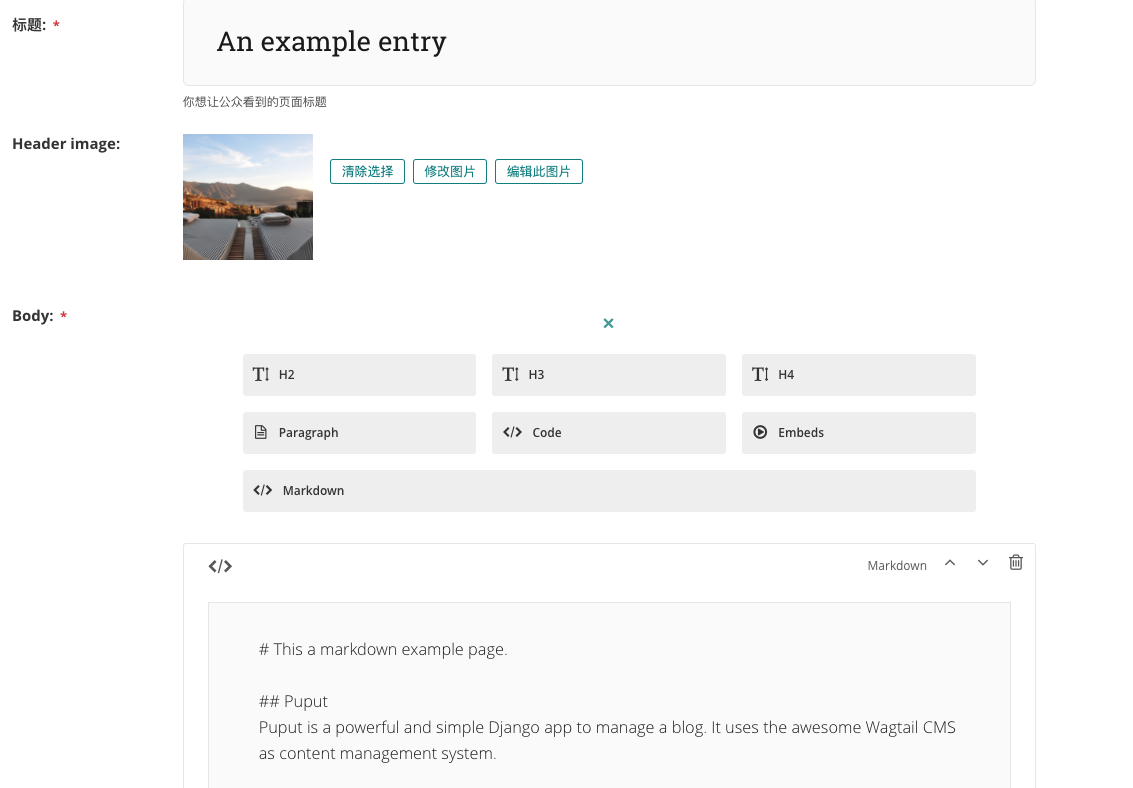 标题: *
An example entry
你想让公众看到的页面标题
Header image:
清除选择 修改图片 编辑此图片
Body: *
H2 H3 H4
Paragraph Code Embeds
Markdown
Markdown
# This a markdown example page.
## Puput
Puput is a powerful and simple Django app to manage a blog. It uses the awesome Wagtail CMS
as content management system.